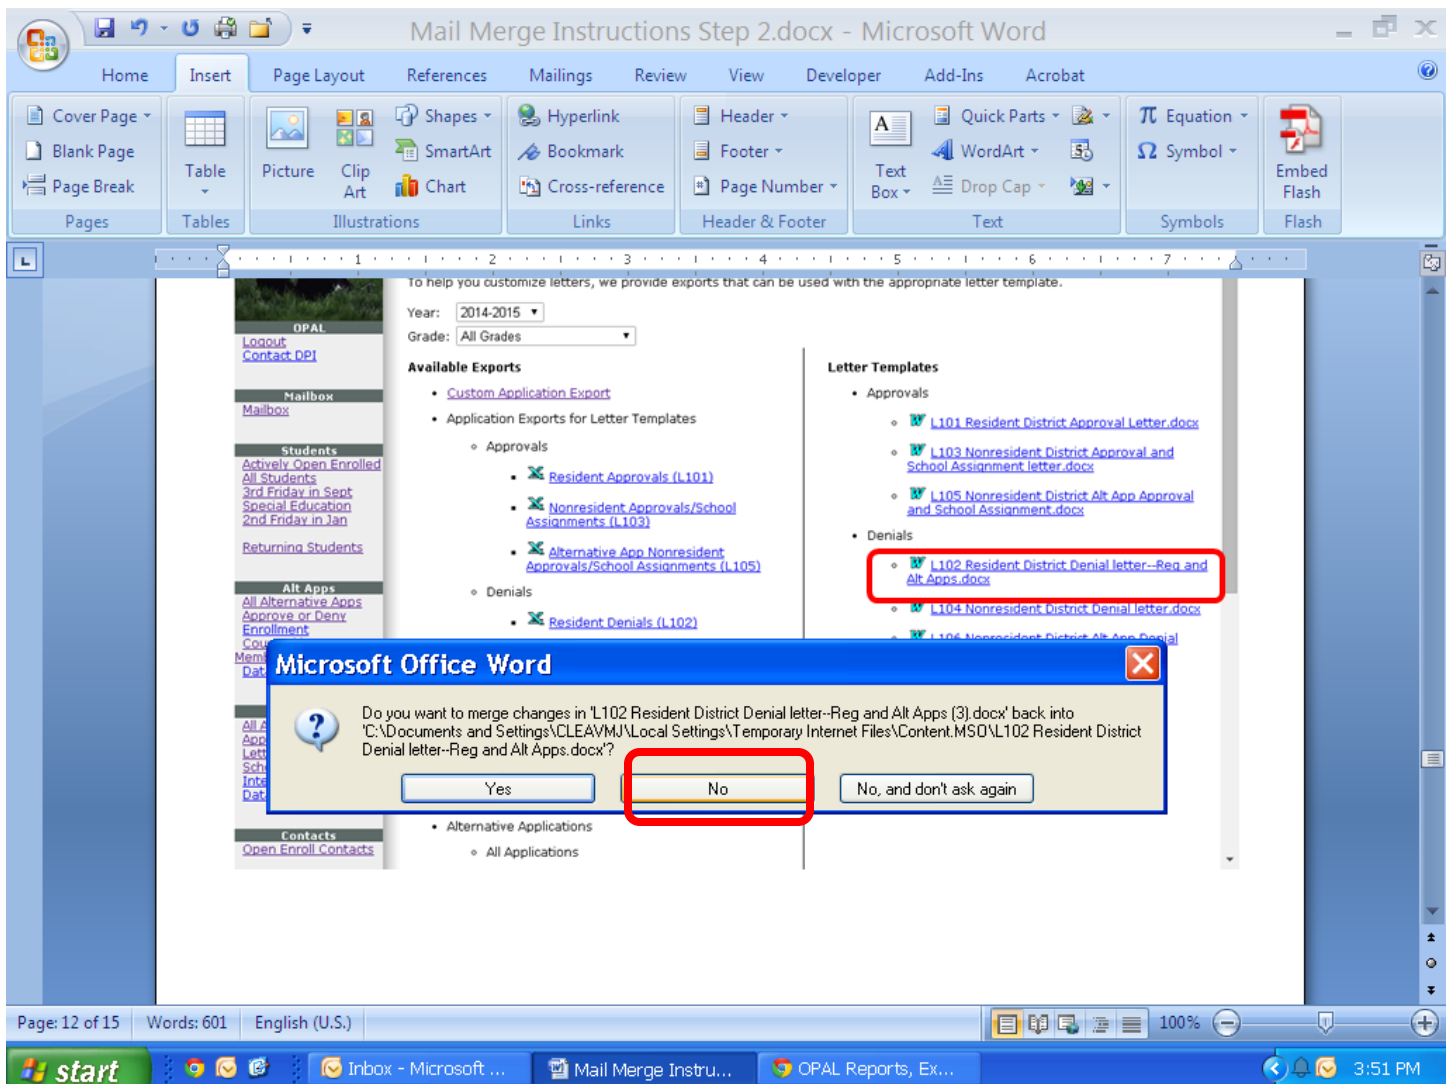 Mail Merge Instructions Step 2.docx - Microsoft Word
Home Insert Page Layout References Mailings Review View Developer Add-Ins Acrobat
Cover Page
Blank Page
Page Break
Pages
Table
Tables
Picture
Clip Art
Shapes
SmartArt
Chart
Illustrations
Hyperlink
Bookmark
Cross-reference
Links
Header
Footer
Page Number
Header & Footer
A
Text Box
Quick Parts
WordArt
Drop Cap
Text
π Equation
Ω Symbol
Symbols
Embed Flash
Flash
1 2 3 4 5 6 7
To help you customize letters, we provide exports that can be used with the appropriate letter template.
Year: 2014-2015
Grade: All Grades
OPAL
Logout
Contact DPI
Mailbox
Mailbox
Students
Actively Open Enrolled
All Students
3rd Friday in Sept
Special Education
2nd Friday in Jan
Returning Students
Alt Apps
All Alternative Apps
Approve or Deny
Enrollment
Contacts
Open Enroll Contacts
Available Exports
• Custom Application Export
• Application Exports for Letter Templates
Approvals
Resident Approvals (L101)
Nonresident Approvals/School
Assignments (L103)
Alternative App Nonresident
Approvals/School Assignments (L105)
Denials
Resident Denials (L102)
• Alternative Applications
All Applications
Letter Templates
• Approvals
L101 Resident District Approval Letter.docx
L103 Nonresident District Approval and
School Assignment letter.docx
L105 Nonresident District Alt App Approval
and School Assignment.docx
• Denials
L102 Resident District Denial letter--Reg and
Alt Apps.docx
L104 Nonresident District Denial letter.docx
L106 Nonresident District Alt App Denial
Microsoft Office Word
Do you want to merge changes in 'L102 Resident District Denial letter--Reg and Alt Apps (3).docx' back into
'C:\Documents and Settings\CLEAVMJ\Local Settings\Temporary Internet Files\Content.MSO\L102 Resident District
Denial letter--Reg and Alt Apps.docx'?
Yes No No, and don't ask again
Page: 12 of 15 Words: 601 English (U.S.) 100%
start Inbox - Microsoft ... Mail Merge Instru... OPAL Reports, Ex... 3:51 PM